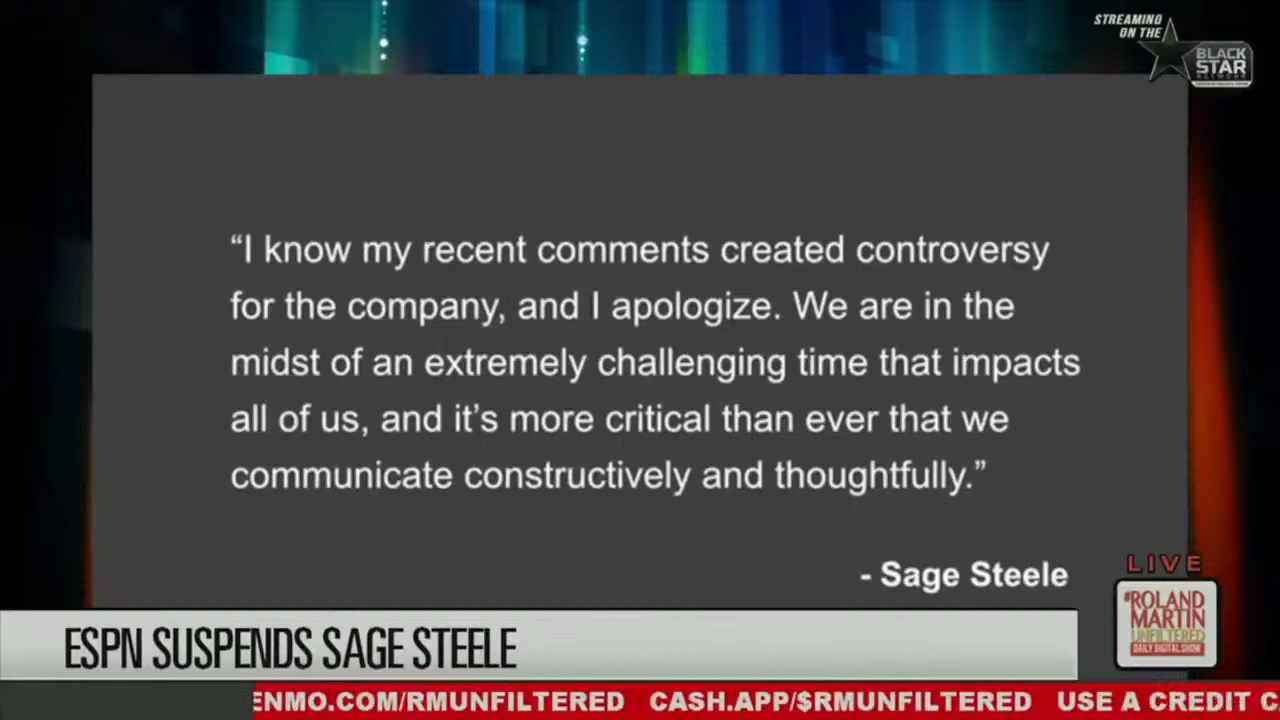 STREAMING
ON THE
BLACK
STAR
NETWORK
“I know my recent comments created controversy
for the company, and I apologize. We are in the
midst of an extremely challenging time that impacts
all of us, and it’s more critical than ever that we
communicate constructively and thoughtfully.”
- Sage Steele
LIVE
#ROLAND
MARTIN
UNFILTERED
DAILY DIGITAL SHOW
ESPN SUSPENDS SAGE STEELE
ENMO.COM/RMUNFILTERED CASH.APP/$RMUNFILTERED USE A CREDIT C